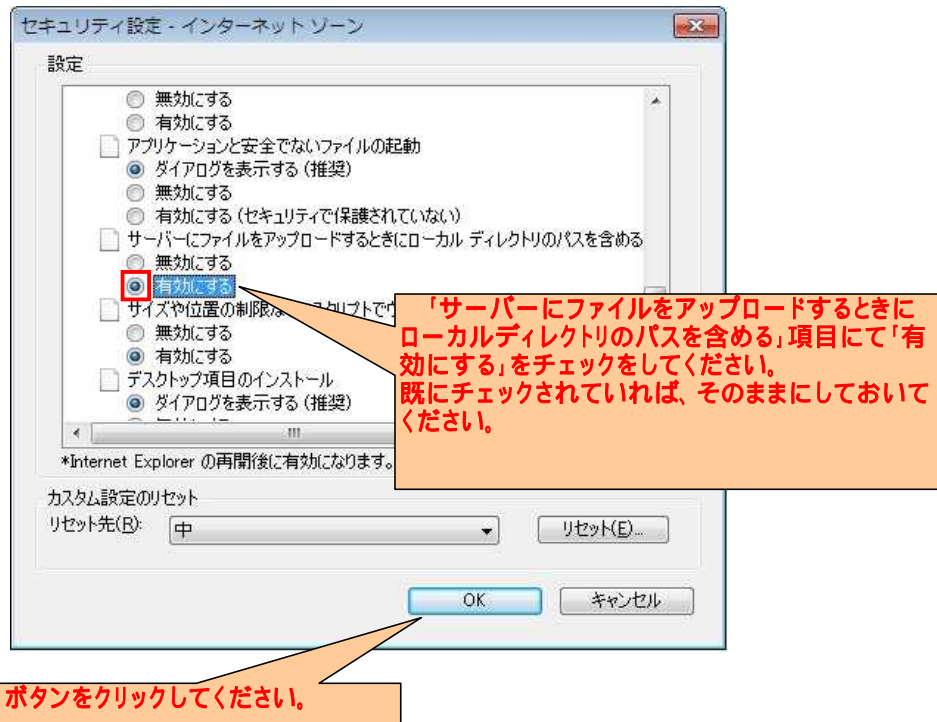 セキュリティ設定 - インターネット ゾーン
設定
無効にする
有効にする
アプリケーションと安全でないファイルの起動
ダイアログを表示する (推奨)
無効にする
有効にする (セキュリティで保護されていない)
サーバーにファイルをアップロードするときにローカル ディレクトリのパスを含める
無効にする
有効にする
サイズや位置の制限な
クリプトでウ
無効にする
有効にする
デスクトップ項目のインストール
ダイアログを表示する (推奨)
「サーバーにファイルをアップロードするときに
ローカルディレクトリのパスを含める」項目にて「有
効にする」をチェックをしてください。
既にチェックされていれば、そのままにしておいて
ください。
*Internet Explorer の再開後に有効になります。
カスタム設定のリセット
リセット先(R):
中
リセット(E)...
OK
キャンセル
ボタンをクリックしてください。